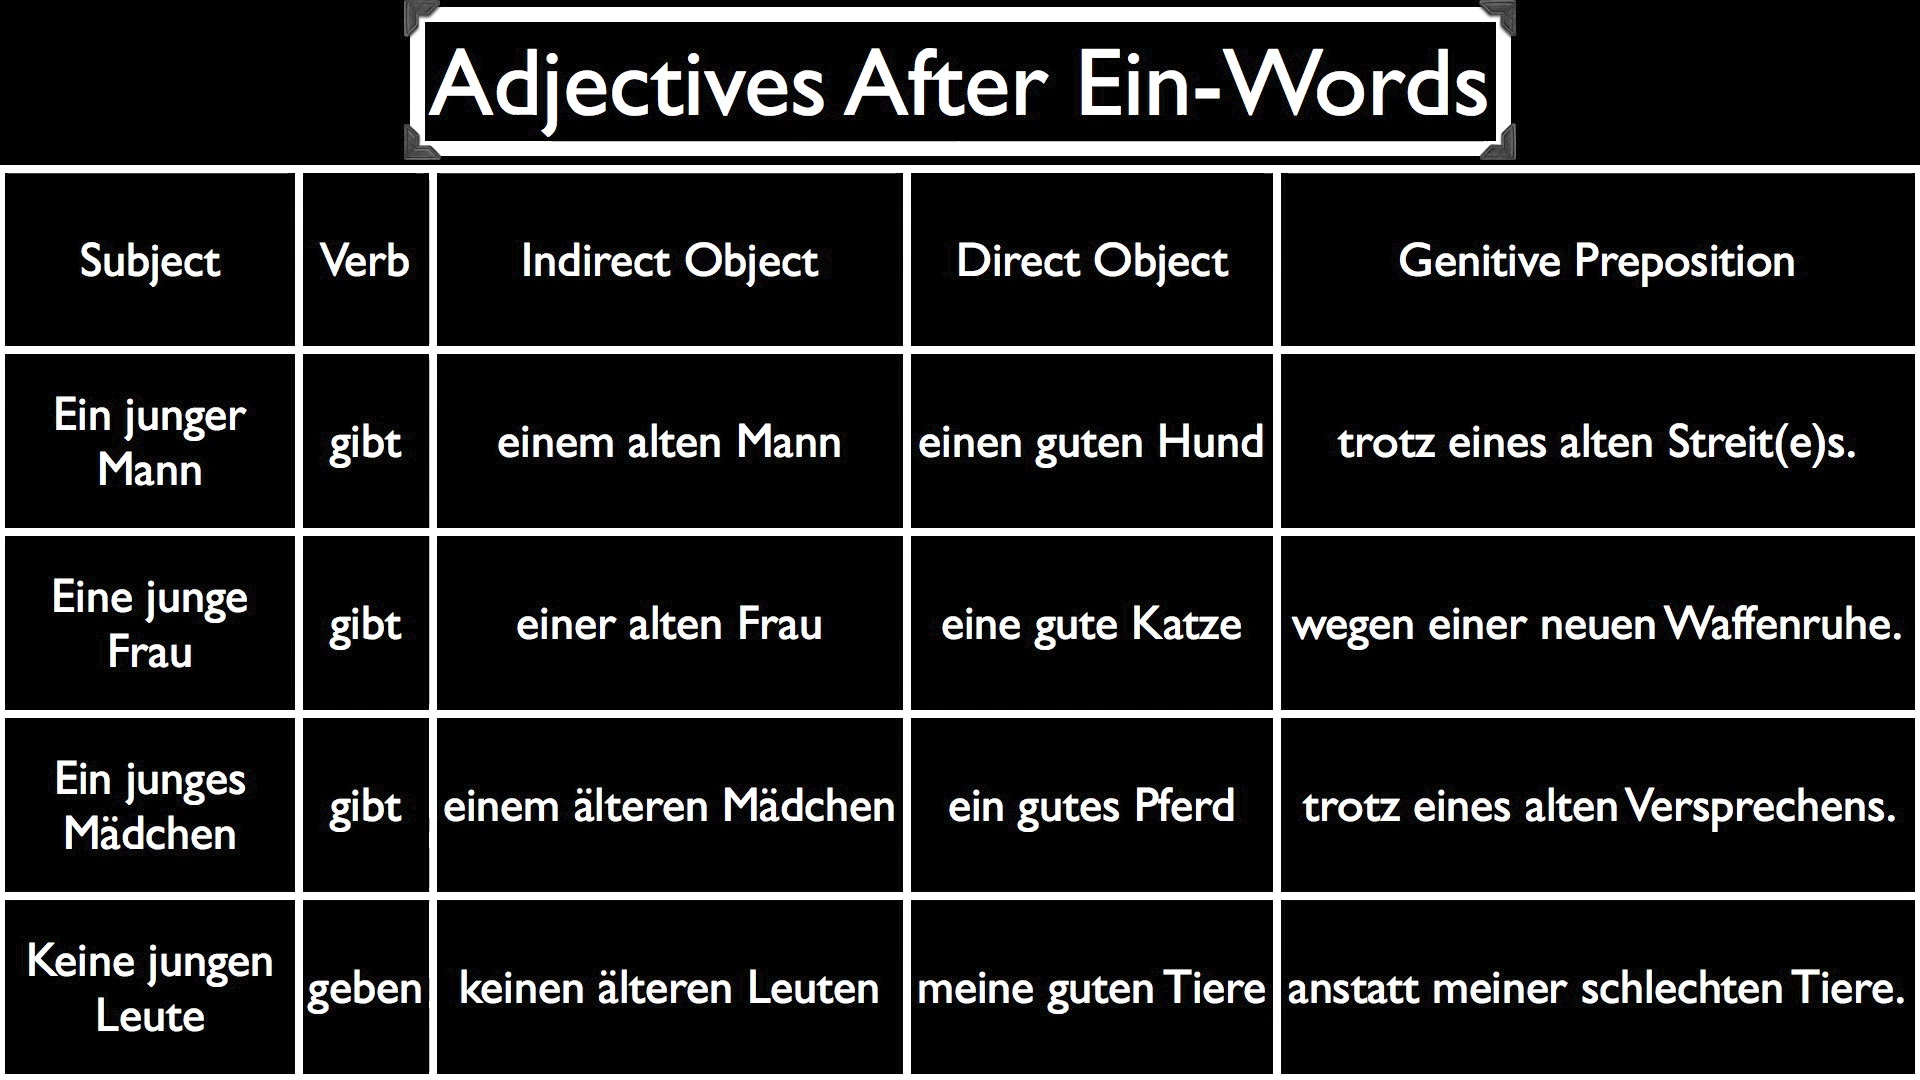 Adjectives After Ein-Words
Subject
Verb
Indirect Object
Direct Object
Genitive Preposition
Ein junger
Mann
gibt
einem alten Mann
einen guten Hund
trotz eines alten Streit(e)s.
Eine junge
Frau
gibt
einer alten Frau
eine gute Katze
wegen einer neuen Waffenruhe.
Ein junges
Mädchen
gibt
einem älteren Mädchen
ein gutes Pferd
trotz eines alten Versprechens.
Keine jungen
Leute
geben
keinen älteren Leuten
meine guten Tiere
anstatt meiner schlechten Tiere.